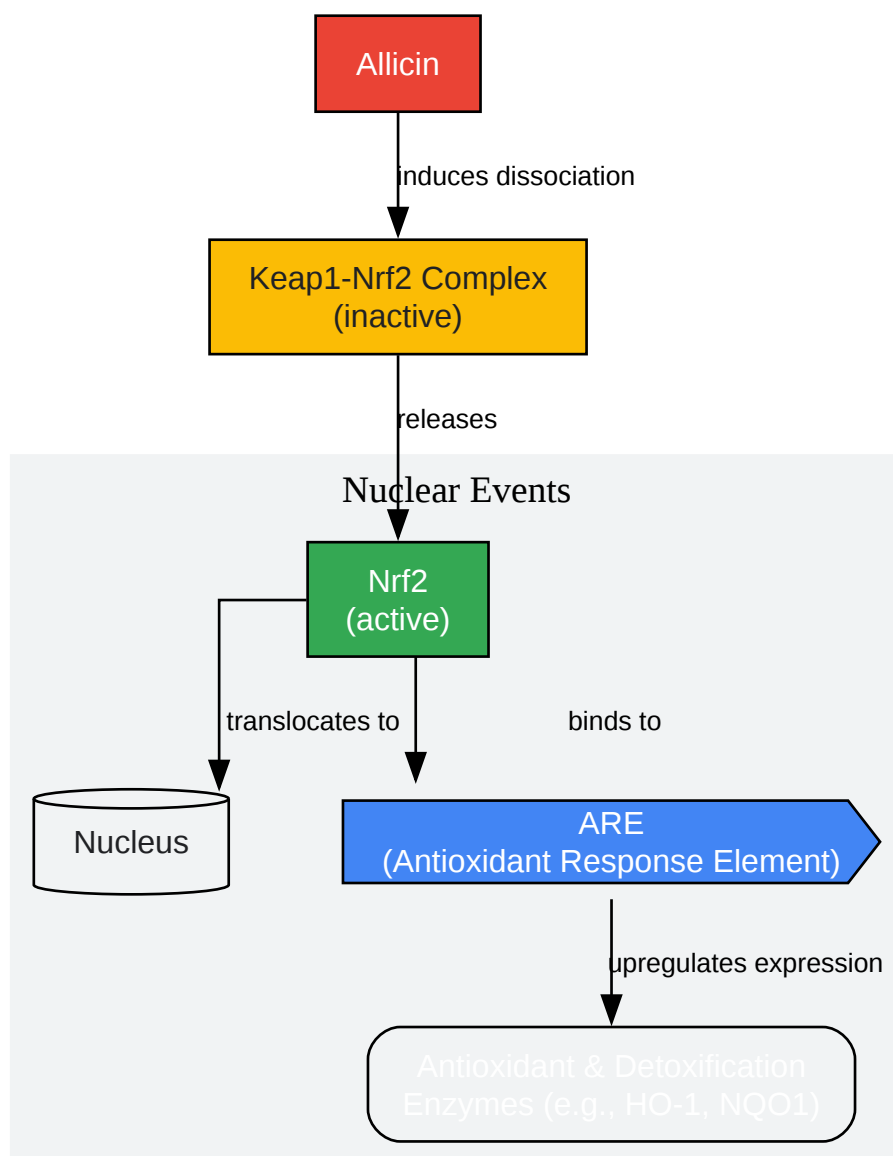 Allicin
induces dissociation
Keap1-Nrf2 Complex
(inactive)
releases
Nuclear Events
Nrf2
(active)
translocates to
binds to
Nucleus
ARE
(Antioxidant Response Element)
upregulates expression
Antioxidant & Detoxification
Enzymes (e.g., HO-1, NQO1)